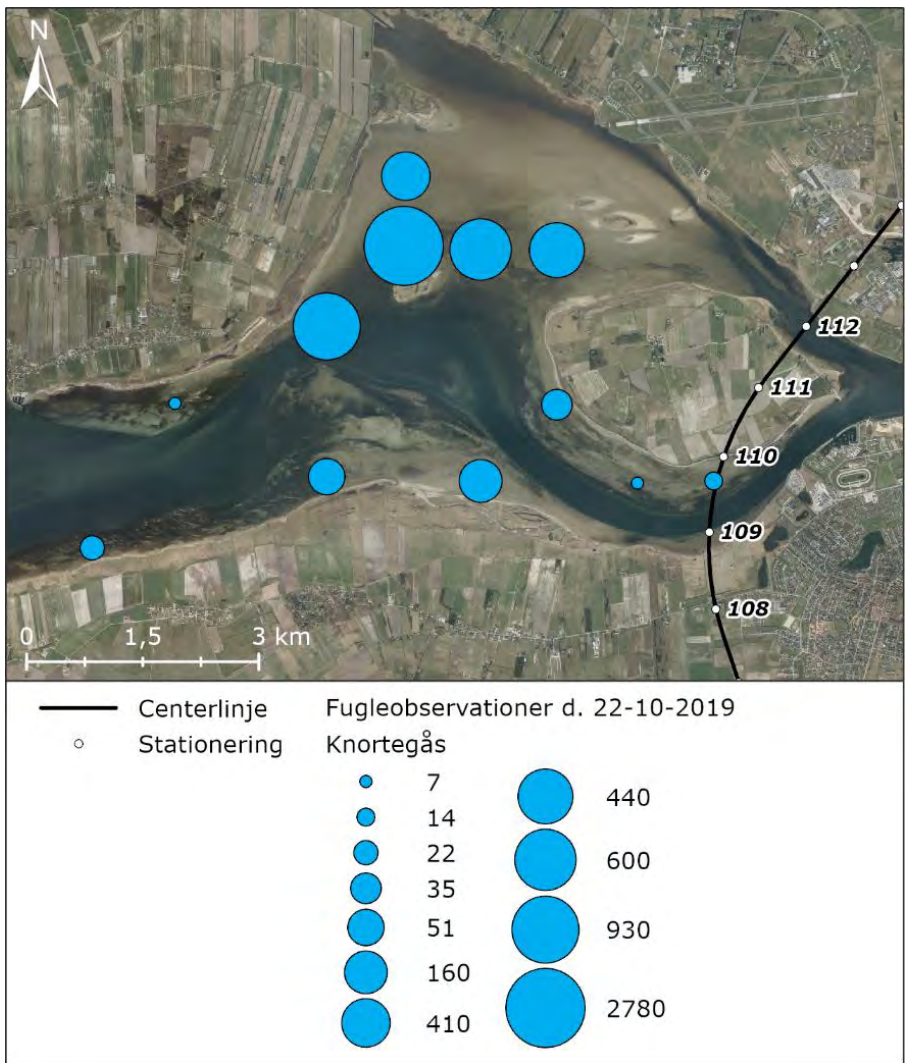 N
112
111
110
109
108
0 1,5 3 km
Centerlinje
Stationering
Fugleobservationer d. 22-10-2019
Knortegås
7
14
22
35
51
160
410
440
600
930
2780